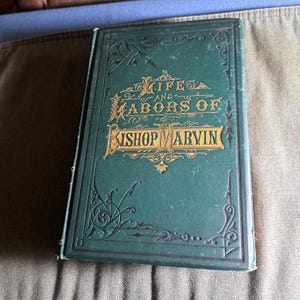 LIFE
AND
LABORS OF
BISHOP MARVIN